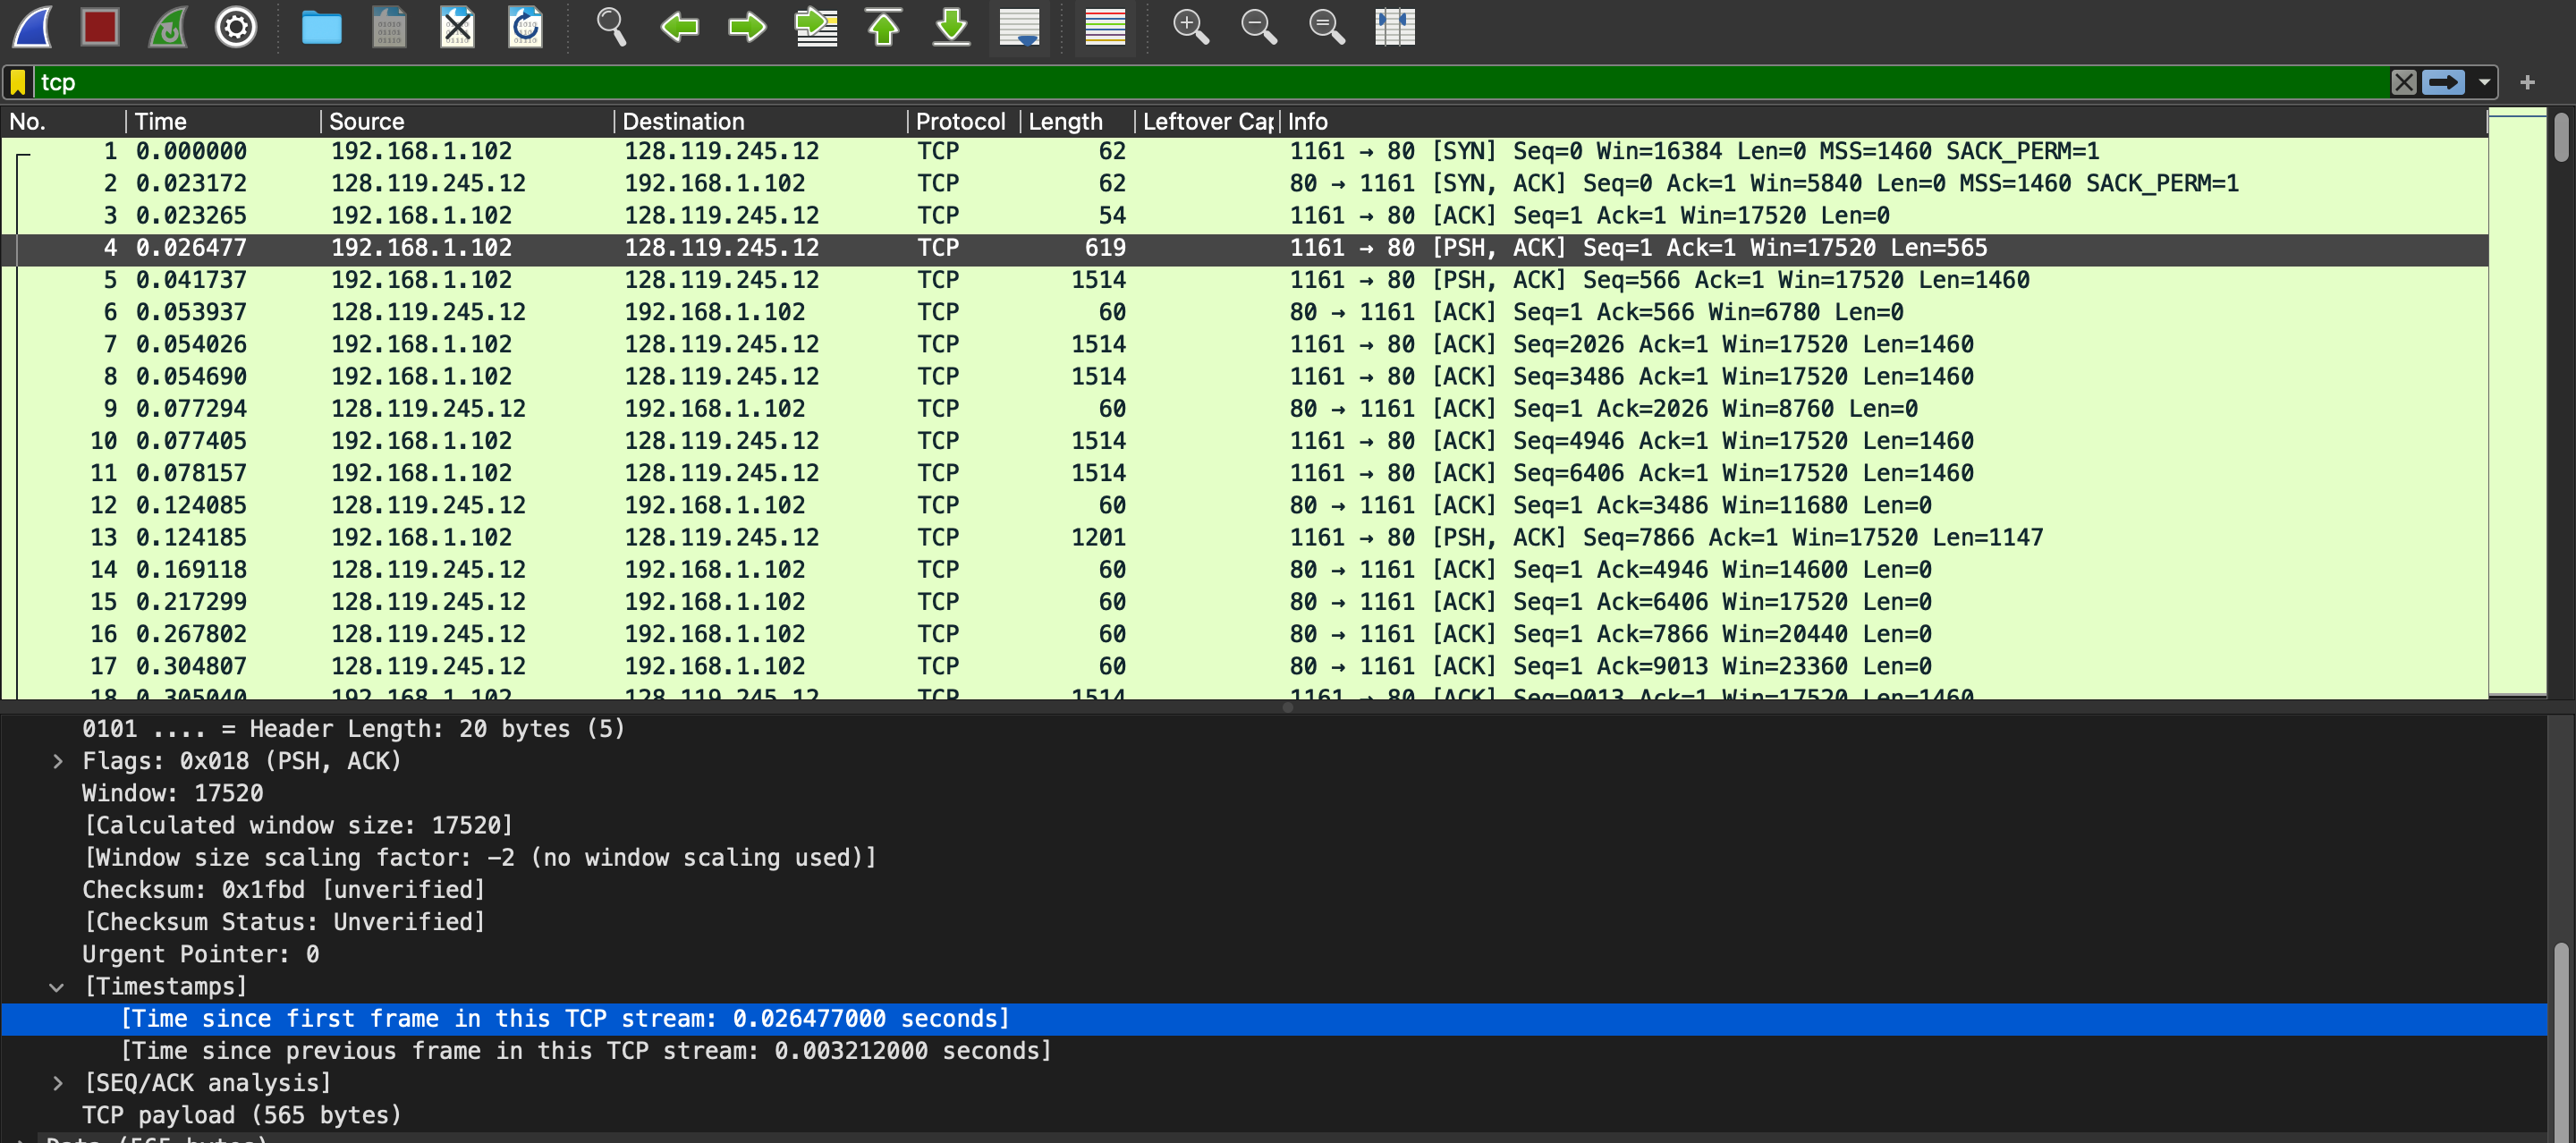 tcp
No. Time Source Destination Protocol Length Leftover Cap Info
1 0.000000 192.168.1.102 128.119.245.12 TCP 62 1161 → 80 [SYN] Seq=0 Win=16384 Len=0 MSS=1460 SACK_PERM=1
2 0.023172 128.119.245.12 192.168.1.102 TCP 62 80 → 1161 [SYN, ACK] Seq=0 Ack=1 Win=5840 Len=0 MSS=1460 SACK_PERM=1
3 0.023265 192.168.1.102 128.119.245.12 TCP 54 1161 → 80 [ACK] Seq=1 Ack=1 Win=17520 Len=0
4 0.026477 192.168.1.102 128.119.245.12 TCP 619 1161 → 80 [PSH, ACK] Seq=1 Ack=1 Win=17520 Len=565
5 0.041737 192.168.1.102 128.119.245.12 TCP 1514 1161 → 80 [PSH, ACK] Seq=566 Ack=1 Win=17520 Len=1460
6 0.053937 128.119.245.12 192.168.1.102 TCP 60 80 → 1161 [ACK] Seq=1 Ack=566 Win=6780 Len=0
7 0.054026 192.168.1.102 128.119.245.12 TCP 1514 1161 → 80 [ACK] Seq=2026 Ack=1 Win=17520 Len=1460
8 0.054690 192.168.1.102 128.119.245.12 TCP 1514 1161 → 80 [ACK] Seq=3486 Ack=1 Win=17520 Len=1460
9 0.077294 128.119.245.12 192.168.1.102 TCP 60 80 → 1161 [ACK] Seq=1 Ack=2026 Win=8760 Len=0
10 0.077405 192.168.1.102 128.119.245.12 TCP 1514 1161 → 80 [ACK] Seq=4946 Ack=1 Win=17520 Len=1460
11 0.078157 192.168.1.102 128.119.245.12 TCP 1514 1161 → 80 [ACK] Seq=6406 Ack=1 Win=17520 Len=1460
12 0.124085 128.119.245.12 192.168.1.102 TCP 60 80 → 1161 [ACK] Seq=1 Ack=3486 Win=11680 Len=0
13 0.124185 192.168.1.102 128.119.245.12 TCP 1201 1161 → 80 [PSH, ACK] Seq=7866 Ack=1 Win=17520 Len=1147
14 0.169118 128.119.245.12 192.168.1.102 TCP 60 80 → 1161 [ACK] Seq=1 Ack=4946 Win=14600 Len=0
15 0.217299 128.119.245.12 192.168.1.102 TCP 60 80 → 1161 [ACK] Seq=1 Ack=6406 Win=17520 Len=0
16 0.267802 128.119.245.12 192.168.1.102 TCP 60 80 → 1161 [ACK] Seq=1 Ack=7866 Win=20440 Len=0
17 0.304807 128.119.245.12 192.168.1.102 TCP 60 80 → 1161 [ACK] Seq=1 Ack=9013 Win=23360 Len=0
18 0.305040 192.168.1.102 128.119.245.12 TCP 1514 1161 → 80 [ACK] Seq=9013 Ack=1 Win=17520 Len=1460
0101 .... = Header Length: 20 bytes (5)
Flags: 0x018 (PSH, ACK)
Window: 17520
[Calculated window size: 17520]
[Window size scaling factor: -2 (no window scaling used)]
Checksum: 0x1fbd [unverified]
[Checksum Status: Unverified]
Urgent Pointer: 0
[Timestamps]
[Time since first frame in this TCP stream: 0.026477000 seconds]
[Time since previous frame in this TCP stream: 0.003212000 seconds]
[SEQ/ACK analysis]
TCP payload (565 bytes)
Data (565 bytes)